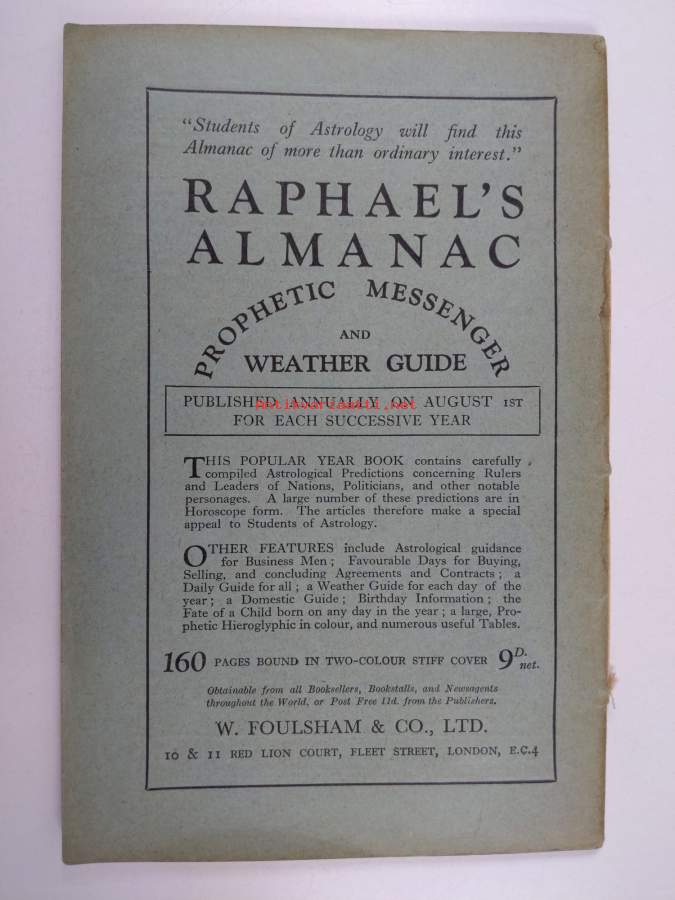 "Students of Astrology will find this
Almanac of more than ordinary interest."
RAPHAEL'S
ALMANAC
PROPHETIC MESSENGER
AND
WEATHER GUIDE
PUBLISHED ANNUALLY ON AUGUST 1ST
antikvariaatti.net
FOR EACH SUCCESSIVE YEAR
THIS POPULAR YEAR BOOK contains carefully
compiled Astrological Predictions concerning Rulers
and Leaders of Nations, Politicians, and other notable
personages. A large number of these predictions are in
Horoscope form. The articles therefore make a special
appeal to Students of Astrology.
OTHER FEATURES include Astrological guidance
for Business Men; Favourable Days for Buying,
Selling, and concluding Agreements and Contracts; a
Daily Guide for all; a Weather Guide for each day of the
year; a Domestic Guide; Birthday Information; the
Fate of a Child born on any day in the year; a large, Pro-
phetic Hieroglyphic in colour, and numerous useful Tables.
160 PAGES BOUND IN TWO-COLOUR STIFF COVER 9D. net.
Obtainable from all Booksellers, Bookstalls, and Newsagents
throughout the World, or Post Free 11d. from the Publishers.
W. FOULSHAM & CO., LTD.
10 & 11 RED LION COURT, FLEET STREET, LONDON, E.C.4